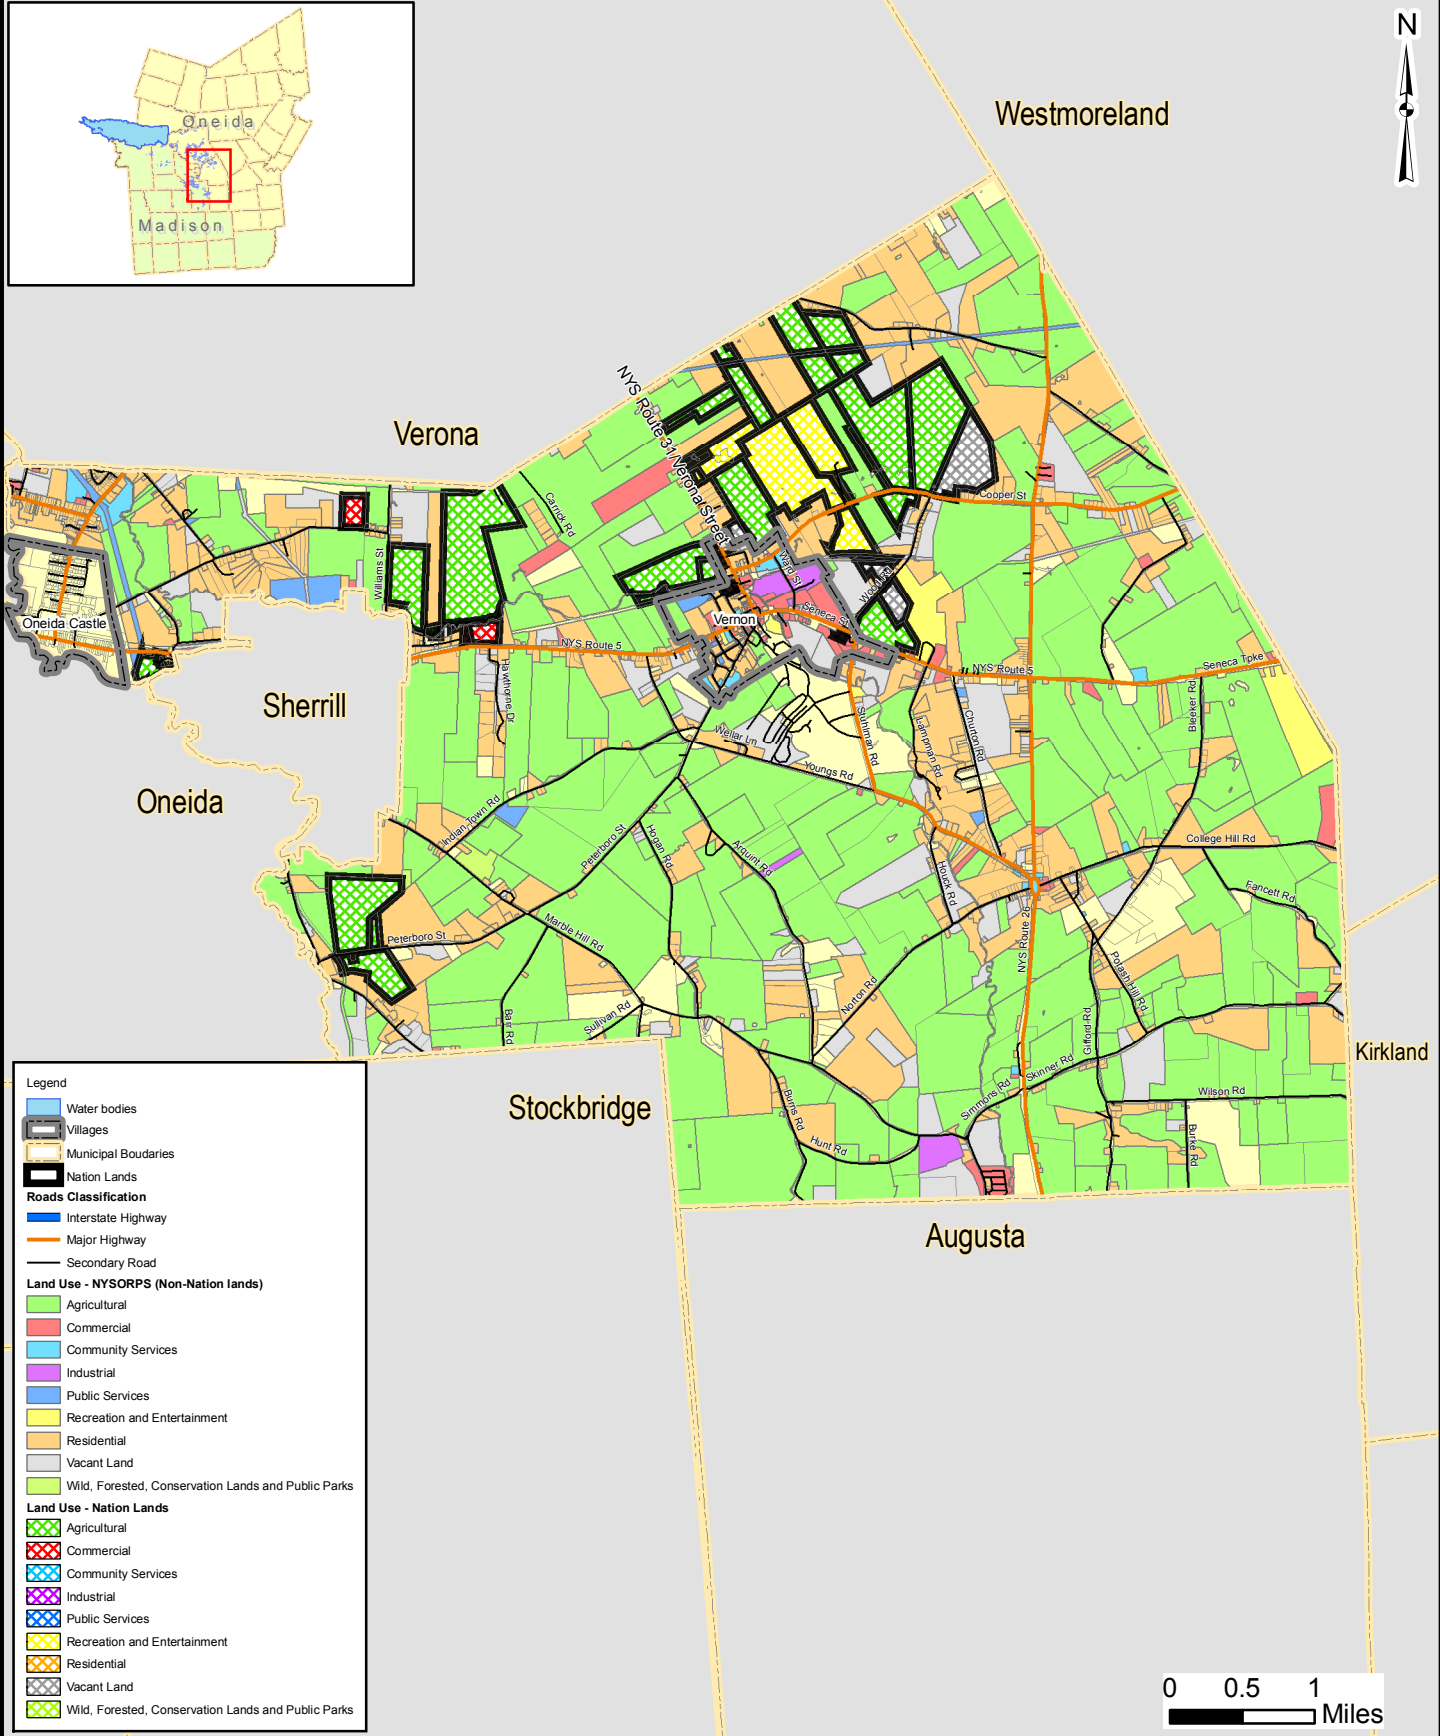 N
Oneida
Madison
Westmoreland
Verona
NYS Route 31/Verona Street
Carrick Rd
Cooper St
Williams St
Ward St
Wood Rd
Seneca St
Oneida Castle
Vernon
NYS Route 5
NYS Route 5
Seneca Tpke
Sherrill
Hawthorne Dr
Stuhlman Rd
Lampman Rd
Churton Rd
Bleeker Rd
Wellar Ln
Youngs Rd
Oneida
Indian Town Rd
Peterboro St
Hogan Rd
Arquint Rd
Houck Rd
College Hill Rd
Fancett Rd
Peterboro St
Marble Hill Rd
NYS Route 26
Potash Hill Rd
Norton Rd
Barr Rd
Sullivan Rd
Gifford Rd
Kirkland
Skinner Rd
Simmons Rd
Wilson Rd
Stockbridge
Burns Rd
Hunt Rd
Burke Rd
Augusta
Legend
Water bodies
Villages
Municipal Boudaries
Nation Lands
Roads Classification
Interstate Highway
Major Highway
Secondary Road
Land Use - NYSORPS (Non-Nation lands)
Agricultural
Commercial
Community Services
Industrial
Public Services
Recreation and Entertainment
Residential
Vacant Land
Wild, Forested, Conservation Lands and Public Parks
Land Use - Nation Lands
Agricultural
Commercial
Community Services
Industrial
Public Services
Recreation and Entertainment
Residential
Vacant Land
Wild, Forested, Conservation Lands and Public Parks
0 0.5 1
Miles